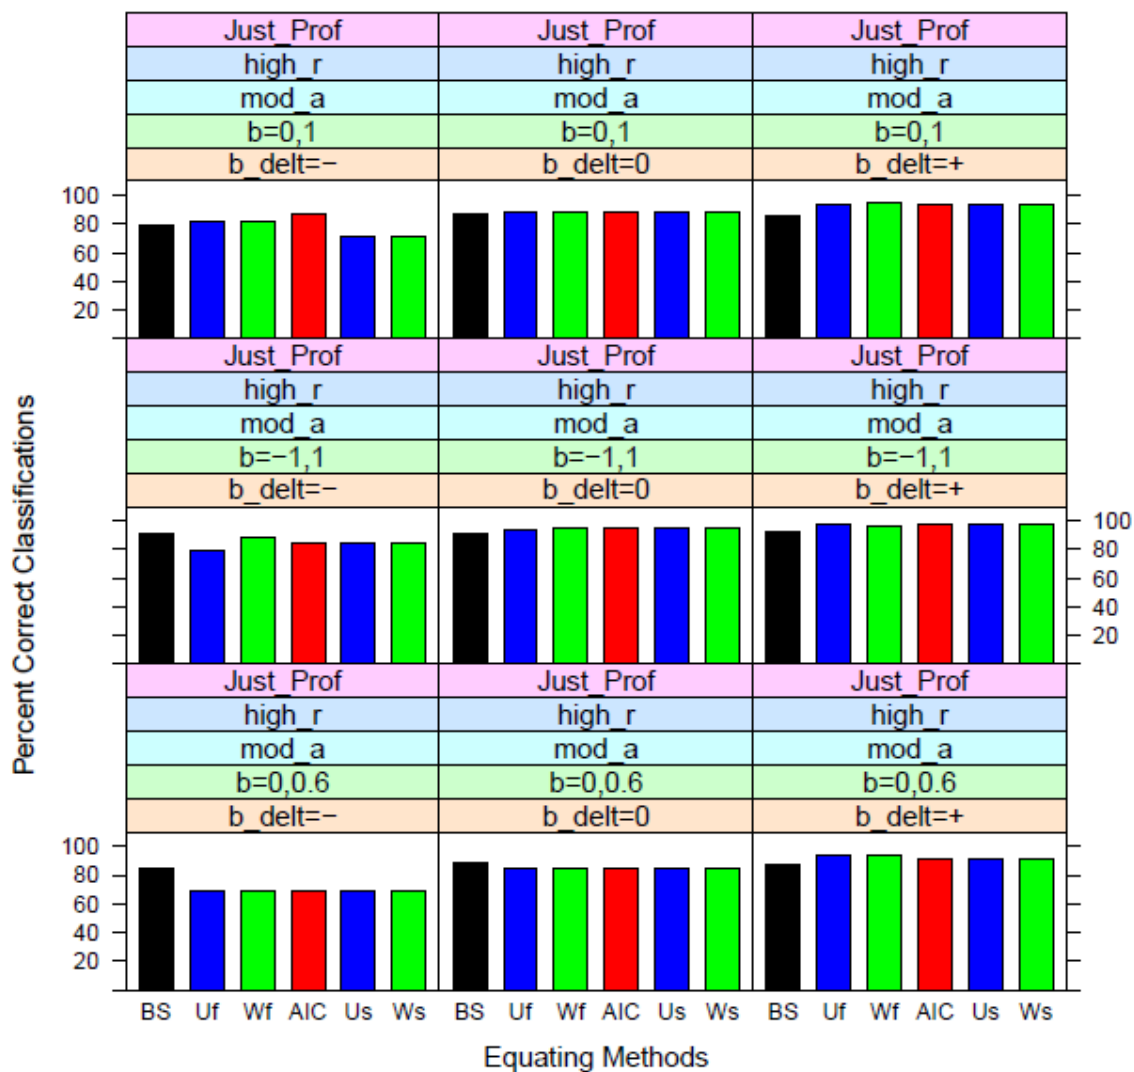 Just_Prof Just_Prof Just_Prof
high_r high_r high_r
mod_a mod_a mod_a
b=0,1 b=0,1 b=0,1
b_delt=− b_delt=0 b_delt=+
100
80
60
40
20
Just_Prof Just_Prof Just_Prof
high_r high_r high_r
mod_a mod_a mod_a
b=−1,1 b=−1,1 b=−1,1
b_delt=− b_delt=0 b_delt=+
100
80
60
40
20
Just_Prof Just_Prof Just_Prof
high_r high_r high_r
mod_a mod_a mod_a
b=0,0.6 b=0,0.6 b=0,0.6
b_delt=− b_delt=0 b_delt=+
100
80
60
40
20
BS Uf Wf AIC Us Ws BS Uf Wf AIC Us Ws BS Uf Wf AIC Us Ws
Equating Methods
Percent Correct Classifications